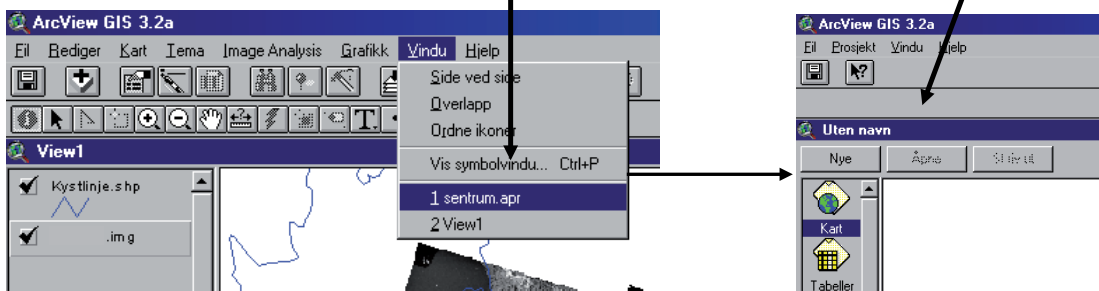 ArcView GIS 3.2a
Fil Rediger Kart Tema Image Analysis Grafikk Vindu Hjelp
Side ved side
Overlapp
Ordne ikoner
Vis symbolvindu... Ctrl+P
1 sentrum.apr
2 View1
View1
Kystlinje.shp
.img
ArcView GIS 3.2a
Fil Prosjekt Vindu Hjelp
Uten navn
Nye Åpne Skriv ut
Kart
Tabeller